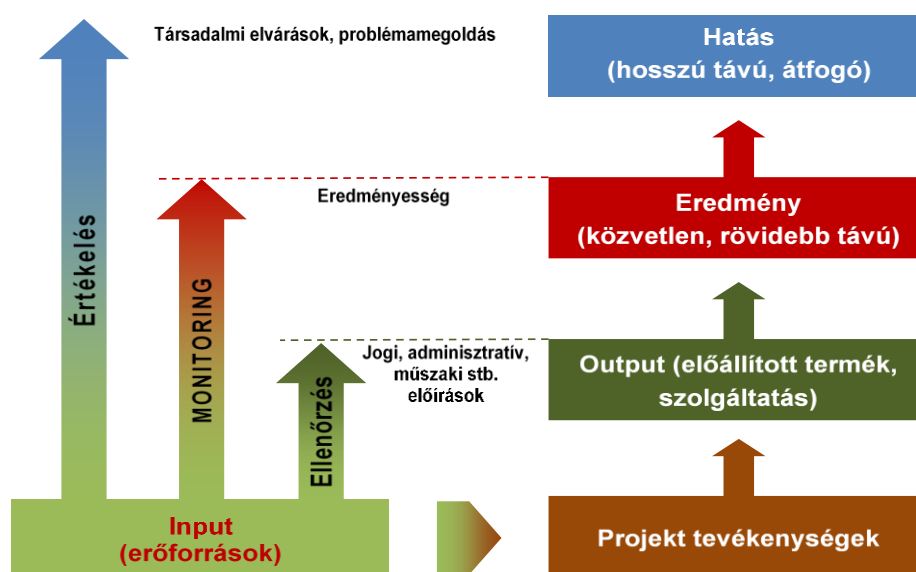 Társadalmi elvárások, problémamegoldás
Hatás
(hosszú távú, átfogó)
Értékelés
MONITORING
Eredményesség
Eredmény
(közvetlen, rövidebb távú)
Ellenőrzés
Jogi, adminisztratív,
műszaki stb.
előírások
Output (előállított termék,
szolgáltatás)
Input
(erőforrások)
Projekt tevékenységek